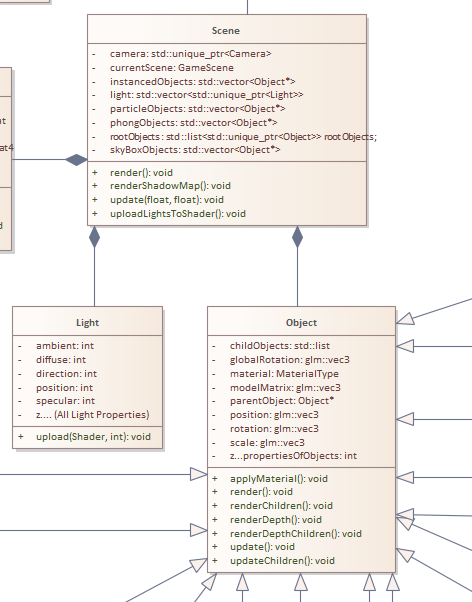 Scene
- camera: std::unique_ptr<Camera>
- currentScene: GameScene
- instancedObjects: std::vector<Object*>
- light: std::vector<std::unique_ptr<Light>>
- particleObjects: std::vector<Object*>
- phongObjects: std::vector<Object*>
- rootObjects: std::list<std::unique_ptr<Object>> rootObjects;
- skyBoxObjects: std::vector<Object*>
+ render(): void
+ renderShadowMap(): void
+ update(float, float): void
+ uploadLightsToShader(): void
nt
at4
d
Light
- ambient: int
- diffuse: int
- direction: int
- position: int
- specular: int
- z.... (All Light Properties)
+ upload(Shader, int): void
Object
- childObjects: std::list
- globalRotation: glm::vec3
- material: MaterialType
- modelMatrix: glm::vec3
- parentObject: Object*
- position: glm::vec3
- rotation: glm::vec3
- scale: glm::vec3
- z...propertiesOfObjects: int
+ applyMaterial(): void
+ render(): void
+ renderChildren(): void
+ renderDepth(): void
+ renderDepthChildren(): void
+ update(): void
+ updateChildren(): void